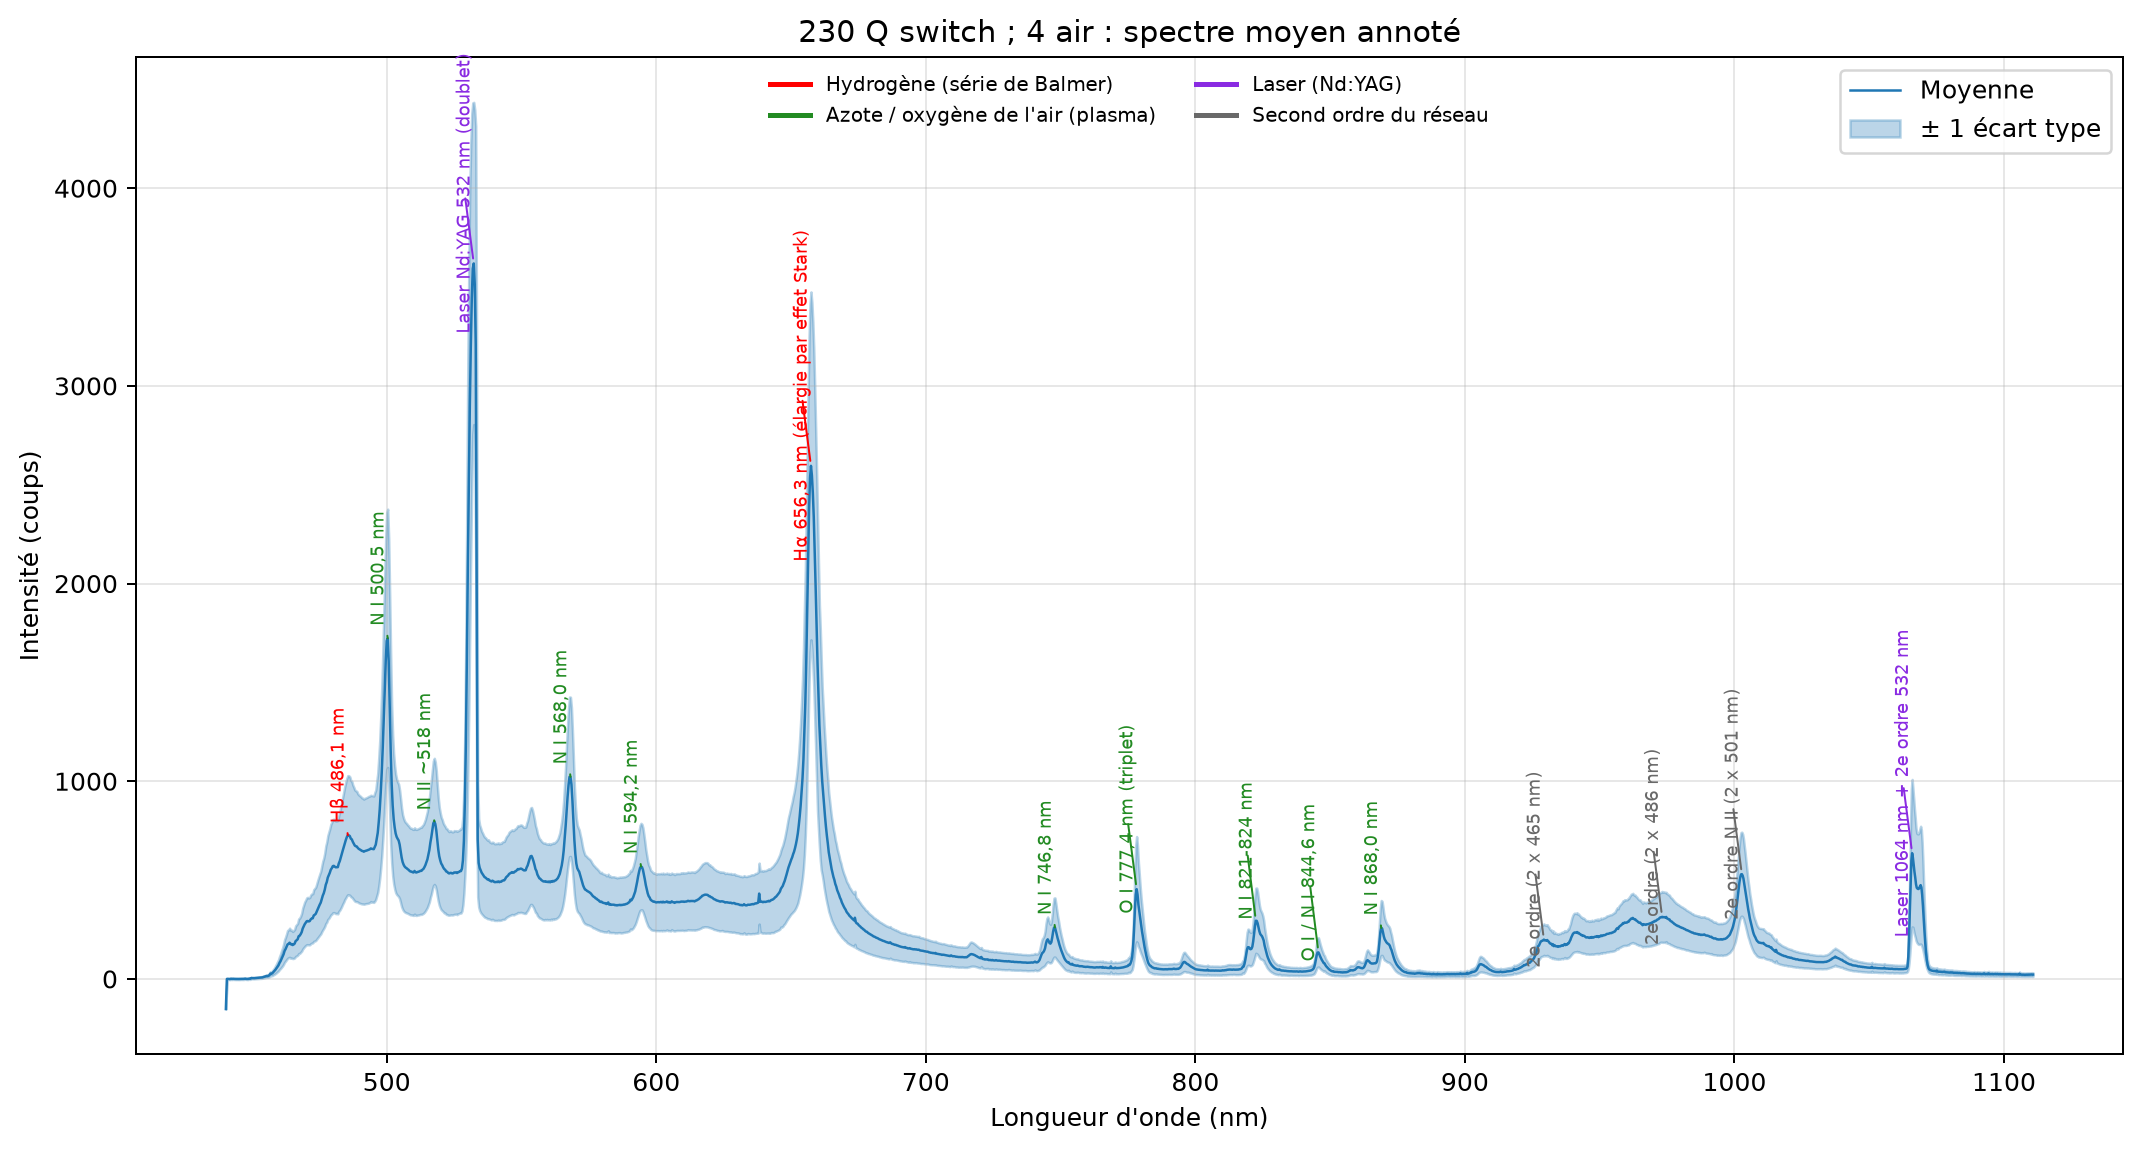 230 Q switch ; 4 air : spectre moyen annoté
Hydrogène (série de Balmer)
Azote / oxygène de l'air (plasma)
Laser (Nd:YAG)
Second ordre du réseau
Moyenne
± 1 écart type
Intensité (coups)
4000
3000
2000
1000
0
Hβ 486,1 nm
N I 500,5 nm
N II ~518 nm
Laser Nd:YAG 532 nm (doublet)
N I 568,0 nm
N I 594,2 nm
Hα 656,3 nm (élargie par effet Stark)
N I 746,8 nm
O I 777,4 nm (triplet)
N I 821-824 nm
O I / N I 844,6 nm
N I 868,0 nm
2e ordre (2 x 465 nm)
2e ordre (2 x 486 nm)
2e ordre N II (2 x 501 nm)
Laser 1064 nm + 2e ordre 532 nm
500
600
700
800
900
1000
1100
Longueur d'onde (nm)